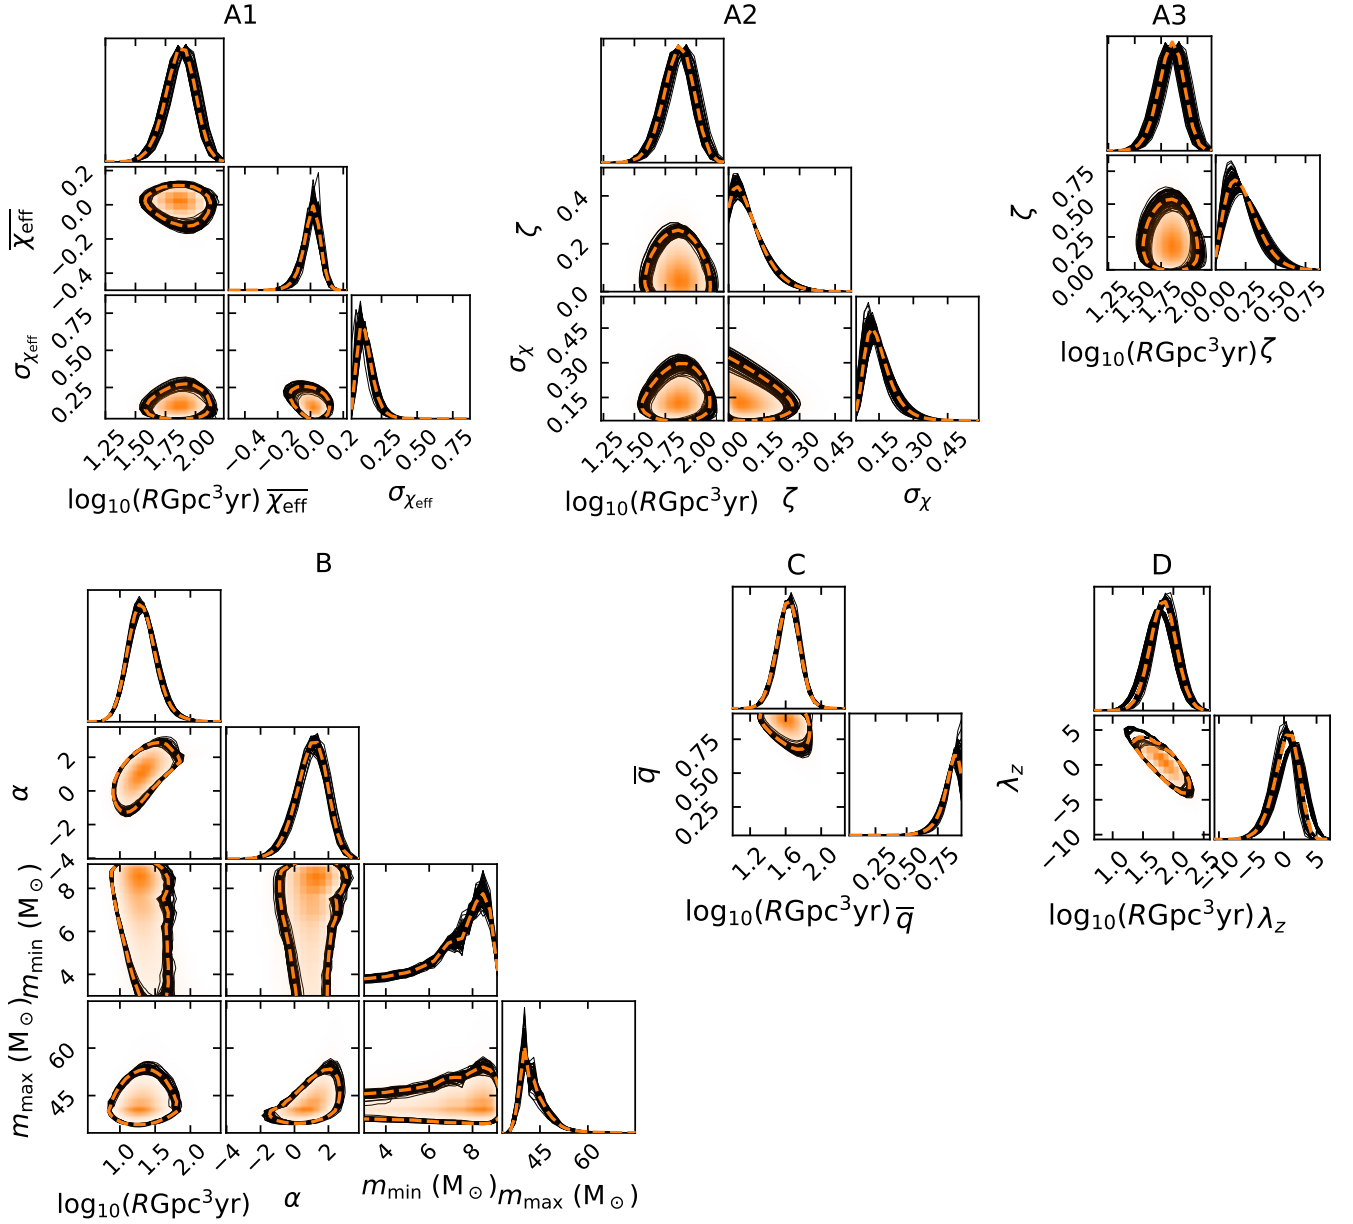 A1
A2
A3
0.2
0.0
−0.2
−0.4
χeff
0.75
0.50
0.25
σχeff
1.25
1.50
1.75
2.00
−0.4
−0.2
0.0
0.2
0.25
0.50
0.75
log10(RGpc3yr)
χeff
σχeff
0.4
0.2
0.0
ζ
0.45
0.30
0.15
σχ
1.25
1.50
1.75
2.00
0.00
0.15
0.30
0.45
0.15
0.30
0.45
log10(RGpc3yr)
ζ
σχ
0.75
0.50
0.25
0.00
ζ
1.25
1.50
1.75
2.00
0.00
0.25
0.50
0.75
log10(RGpc3yr)
ζ
B
C
D
2
0
−2
−4
α
8
6
4
mmin (M⊙)
60
45
mmax (M⊙)
1.0
1.5
2.0
−4
−2
0
2
4
6
8
45
60
log10(RGpc3yr)
α
mmin (M⊙)
mmax (M⊙)
0.75
0.50
0.25
q
1.2
1.6
2.0
0.25
0.50
0.75
log10(RGpc3yr)
q
5
0
−5
−10
λz
1.0
1.5
2.0
2.5
−10
−5
0
5
log10(RGpc3yr)
λz